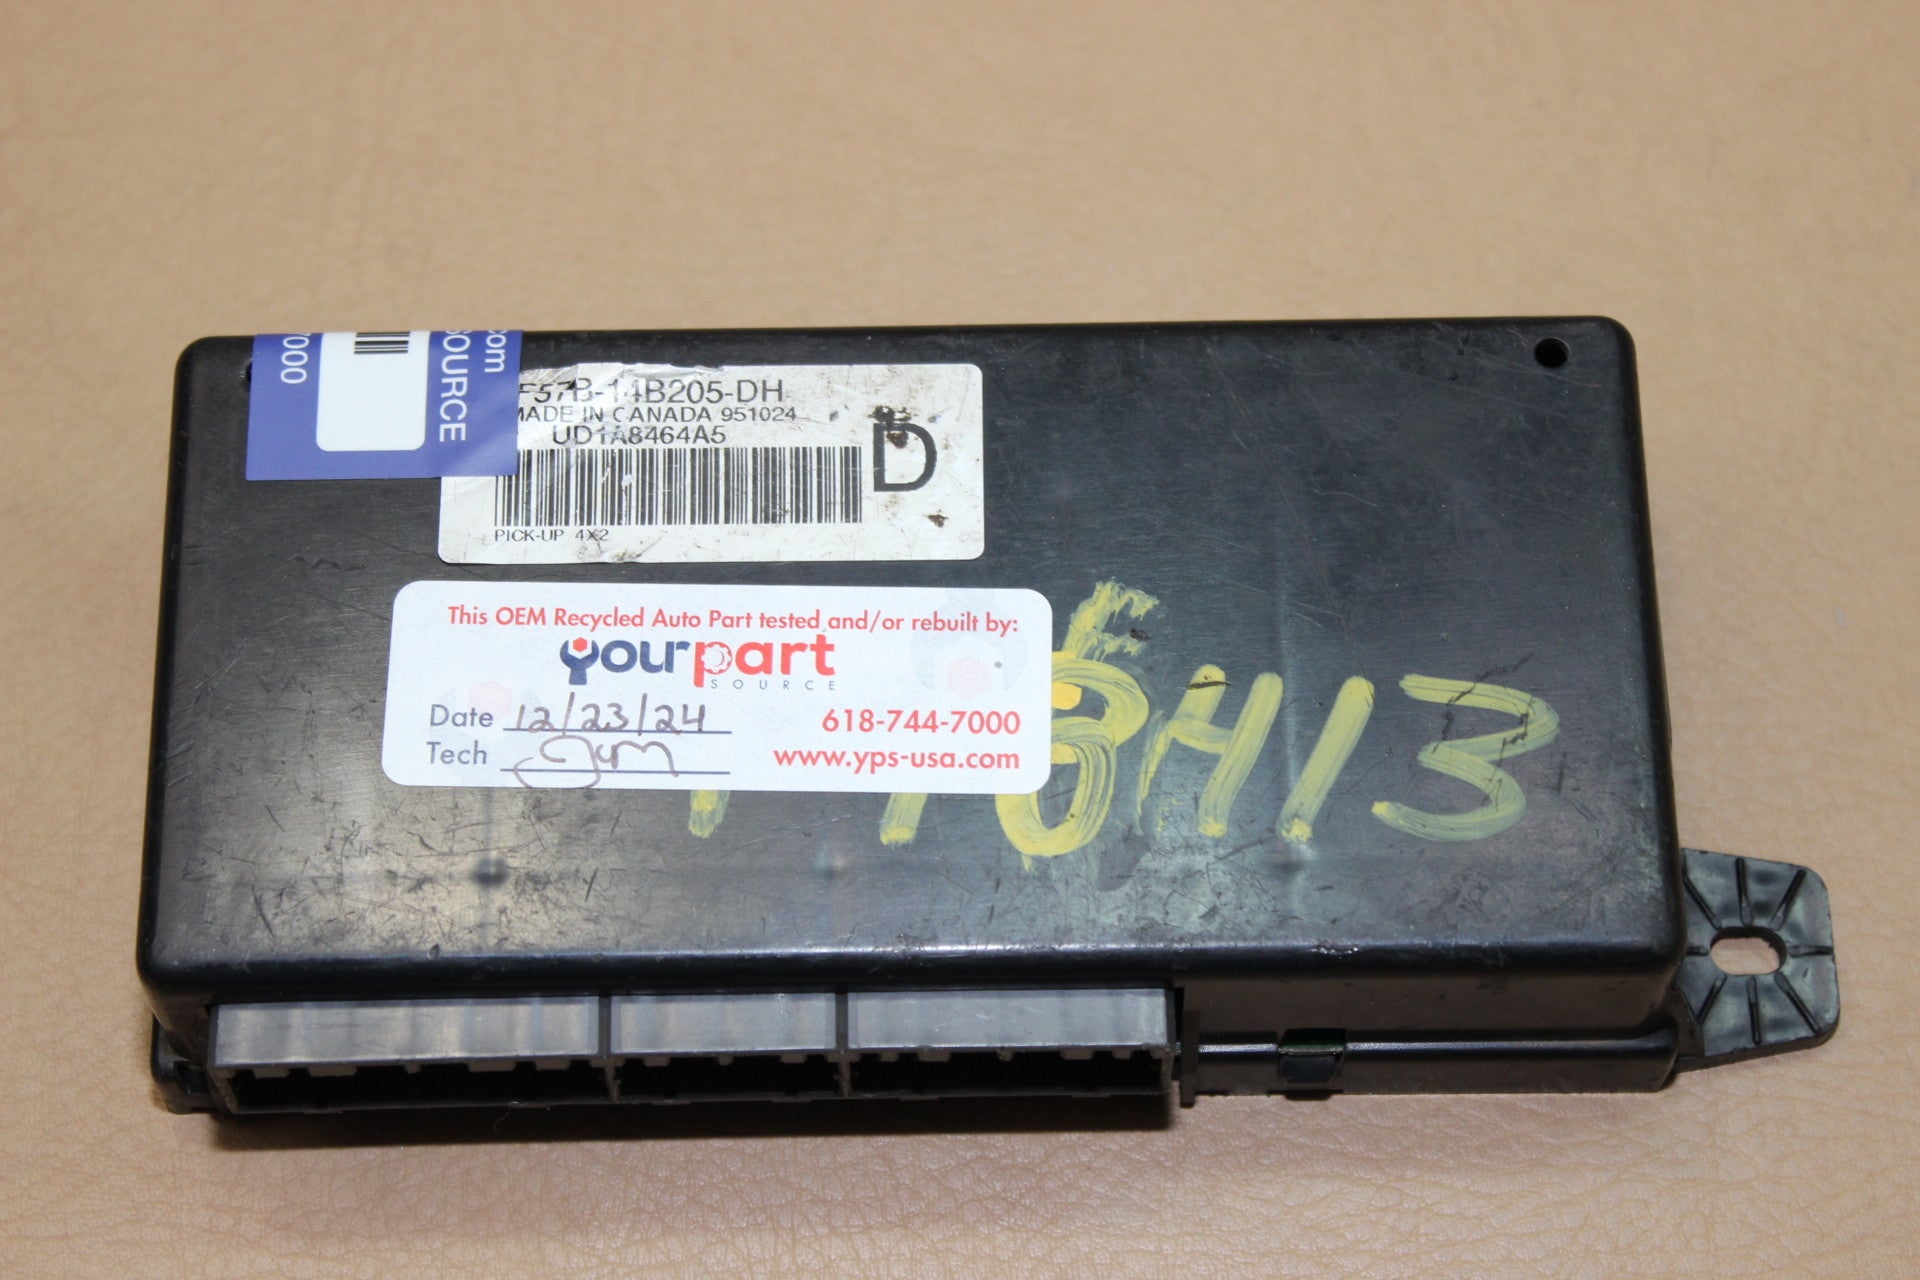 000
SOURCE
com
F57B-14B205-DH
MADE IN CANADA 951024
UD1A8464A5
D
PICK-UP 4X2
This OEM Recycled Auto Part tested and/or rebuilt by:
yourpart
SOURCE
Date 12/23/24
618-744-7000
Tech
www.yps-usa.com
H13